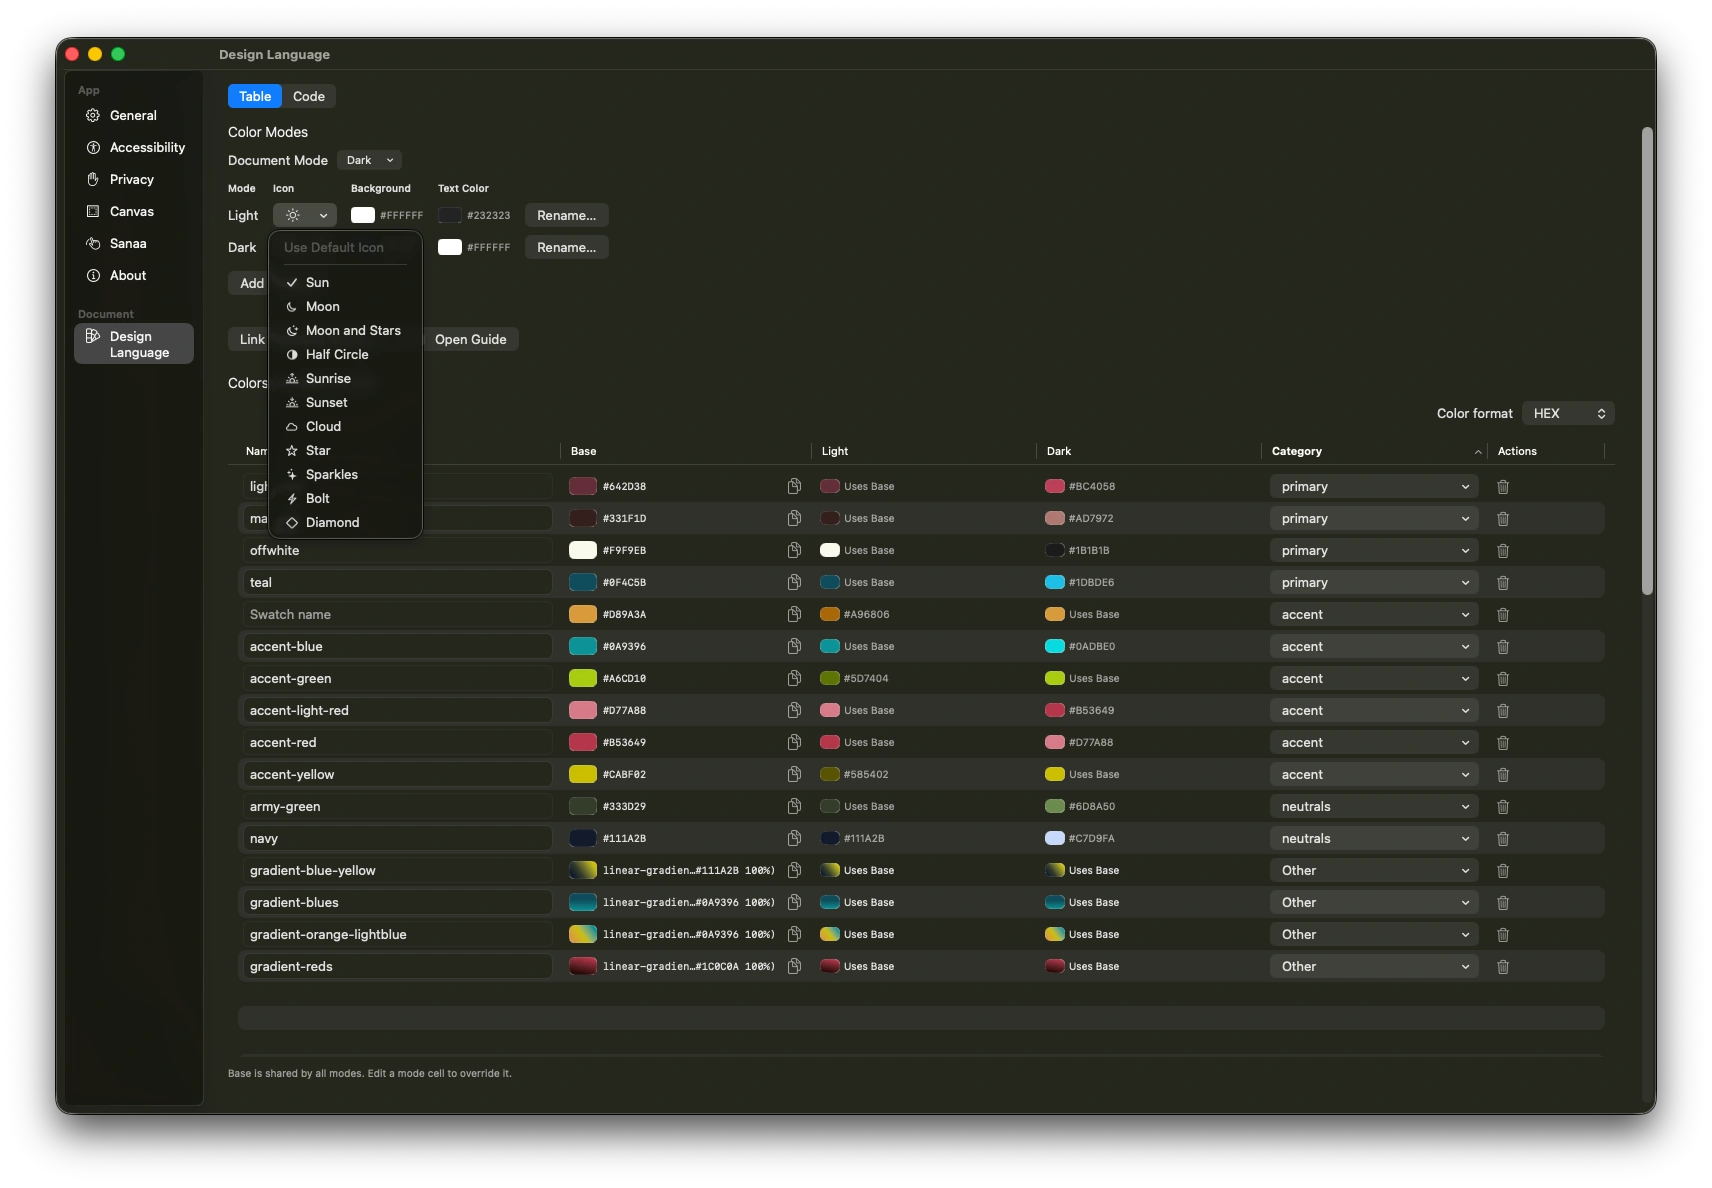 Design Language
App
General
Accessibility
Privacy
Canvas
Sanaa
About
Document
Design
Language
Table Code
Color Modes
Document Mode Dark
Mode Icon Background Text Color
Light #FFFFFF #232323 Rename...
Dark #FFFFFF Rename...
Use Default Icon
Sun
Moon
Moon and Stars
Half Circle
Sunrise
Sunset
Cloud
Star
Sparkles
Bolt
Diamond
Add
Link Open Guide
Colors
Color format HEX
Base Light Dark Category Actions
#642D38 Uses Base #BC4058 primary
#331F1D Uses Base #AD7972 primary
offwhite #F9F9EB Uses Base #1B1B1B primary
teal #0F4C5B Uses Base #1DBDE6 primary
Swatch name #D89A3A #A96806 Uses Base accent
accent-blue #0A9396 Uses Base #0ADBE0 accent
accent-green #A6CD10 #5D7404 Uses Base accent
accent-light-red #D77A88 Uses Base #B53649 accent
accent-red #B53649 Uses Base #D77A88 accent
accent-yellow #CABF02 #585402 Uses Base accent
army-green #333D29 Uses Base #6D8A50 neutrals
navy #111A2B #111A2B #C7D9FA neutrals
gradient-blue-yellow linear-gradien…#111A2B 100%) Uses Base Uses Base Other
gradient-blues linear-gradien…#0A9396 100%) Uses Base Uses Base Other
gradient-orange-lightblue linear-gradien…#0A9396 100%) Uses Base Uses Base Other
gradient-reds linear-gradien…#1C0C0A 100%) Uses Base Uses Base Other
Base is shared by all modes. Edit a mode cell to override it.